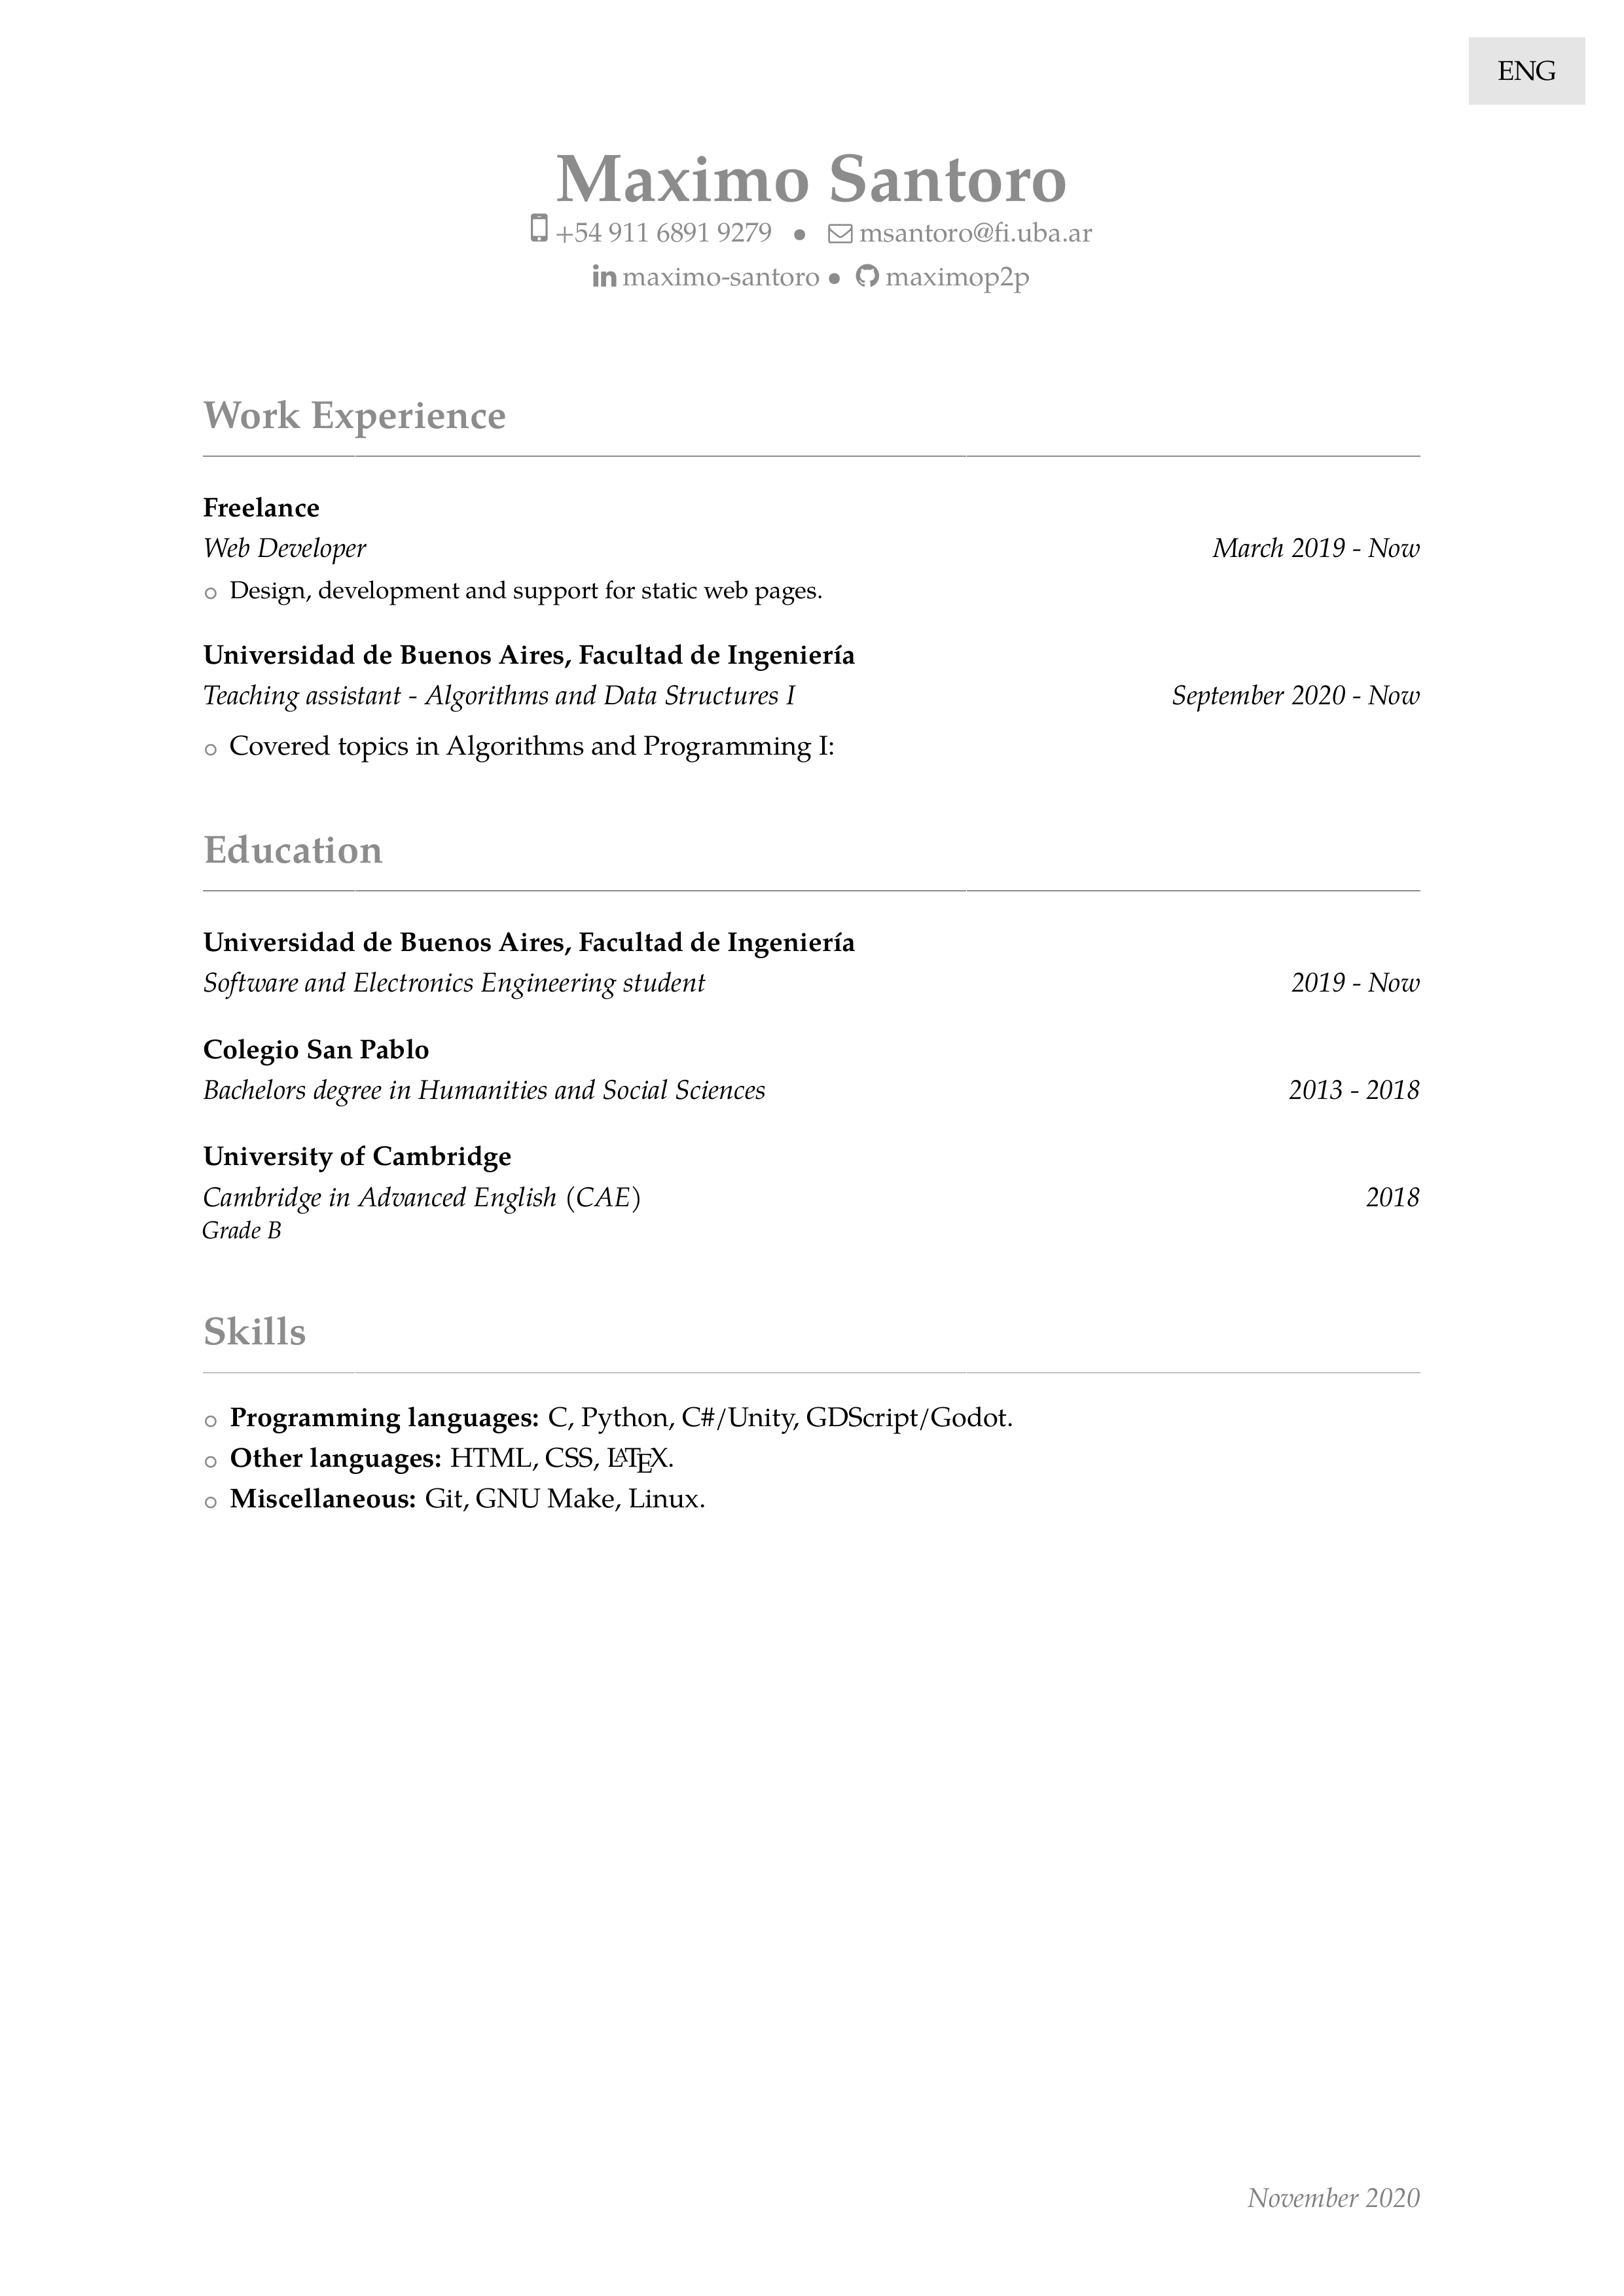 ENG
Maximo Santoro
+54 911 6891 9279 ● msantoro@fi.uba.ar
in maximo-santoro ● maximop2p
Work Experience
Freelance
Web Developer March 2019 - Now
○ Design, development and support for static web pages.
Universidad de Buenos Aires, Facultad de Ingeniería
Teaching assistant - Algorithms and Data Structures I September 2020 - Now
○ Covered topics in Algorithms and Programming I:
Education
Universidad de Buenos Aires, Facultad de Ingeniería
Software and Electronics Engineering student 2019 - Now
Colegio San Pablo
Bachelors degree in Humanities and Social Sciences 2013 - 2018
University of Cambridge
Cambridge in Advanced English (CAE) 2018
Grade B
Skills
○ Programming languages: C, Python, C#/Unity, GDScript/Godot.
○ Other languages: HTML, CSS, LATEX.
○ Miscellaneous: Git, GNU Make, Linux.
November 2020